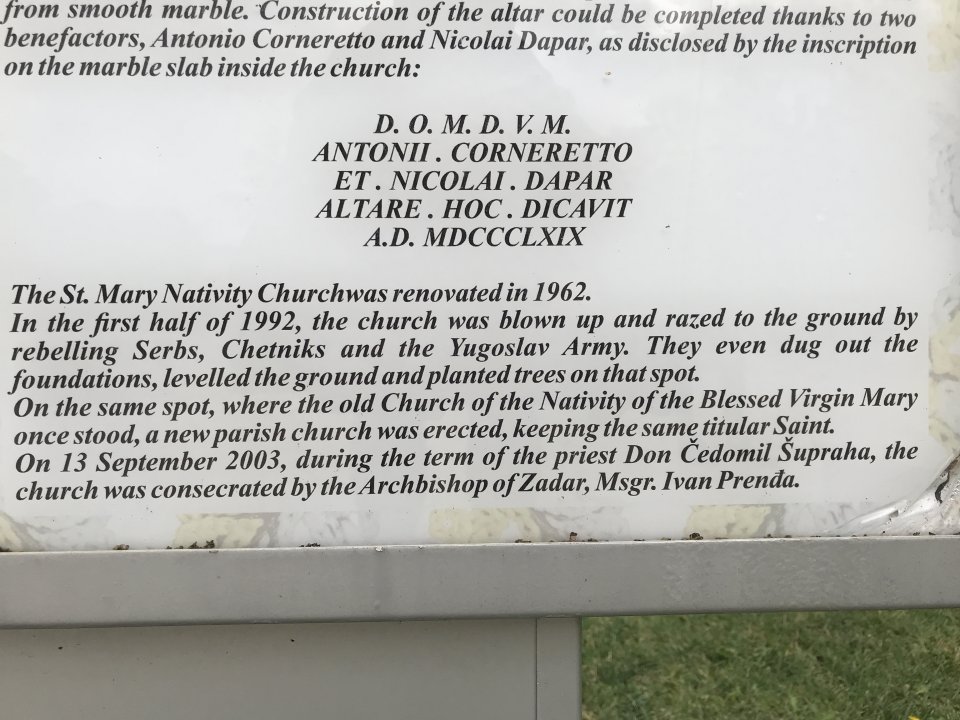 from smooth marble. Construction of the altar could be completed thanks to two
benefactors, Antonio Corneretto and Nicolai Dapar, as disclosed by the inscription
on the marble slab inside the church:
D. O. M. D. V. M.
ANTONII . CORNERETTO
ET . NICOLAI . DAPAR
ALTARE . HOC . DICAVIT
A.D. MDCCCLXIX
The St. Mary Nativity Churchwas renovated in 1962.
In the first half of 1992, the church was blown up and razed to the ground by
rebelling Serbs, Chetniks and the Yugoslav Army. They even dug out the
foundations, levelled the ground and planted trees on that spot.
On the same spot, where the old Church of the Nativity of the Blessed Virgin Mary
once stood, a new parish church was erected, keeping the same titular Saint.
On 13 September 2003, during the term of the priest Don Čedomil Šupraha, the
church was consecrated by the Archbishop of Zadar, Msgr. Ivan Prenđa.